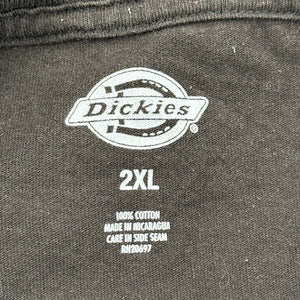 Dickies
®
2XL
100% COTTON
MADE IN NICARAGUA
CARE IN SIDE SEAM
RN20697